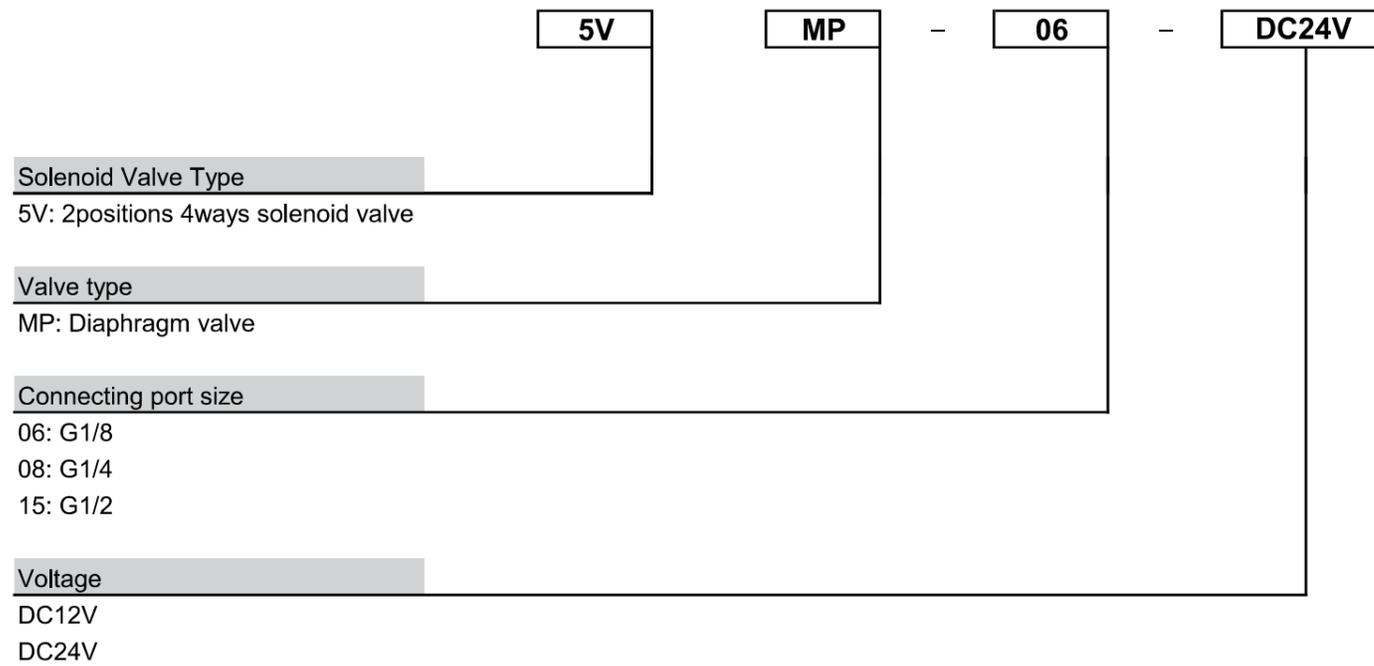 5V MP – 06 – DC24V
Solenoid Valve Type
5V: 2positions 4ways solenoid valve
Valve type
MP: Diaphragm valve
Connecting port size
06: G1/8
08: G1/4
15: G1/2
Voltage
DC12V
DC24V